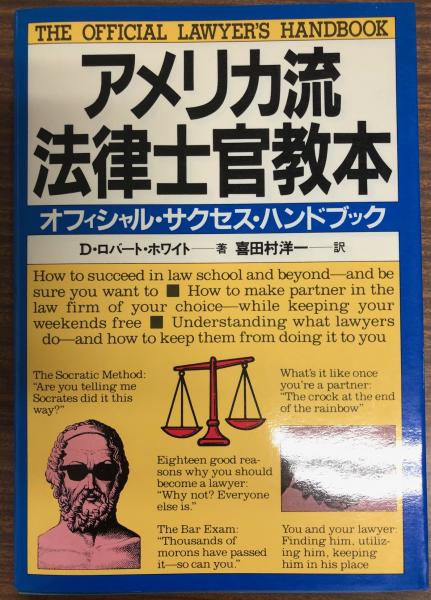 THE OFFICIAL LAWYER'S HANDBOOK
アメリカ流
法律士官教本
オフィシャル・サクセス・ハンドブック
D・ロバート・ホワイト──著 喜田村洋一──訳
How to succeed in law school and beyond—and be
sure you want to ■ How to make partner in the
law firm of your choice—while keeping your
weekends free ■ Understanding what lawyers
do—and how to keep them from doing it to you
The Socratic Method:
"Are you telling me
Socrates did it this
way?"
What's it like once
you're a partner:
"The crock at the end
of the rainbow"
Eighteen good rea-
sons why you should
become a lawyer:
"Why not? Everyone
else is."
The Bar Exam:
"Thousands of
morons have passed
it—so can you."
You and your lawyer:
Finding him, utiliz-
ing him, keeping
him in his place